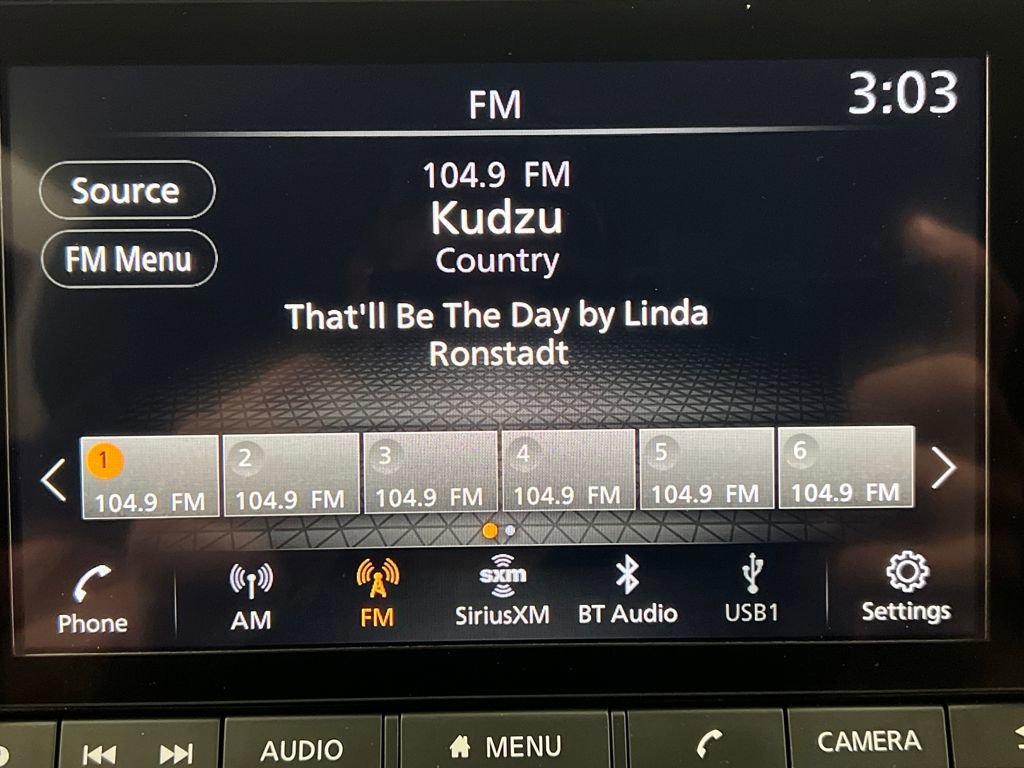 FM
3:03
Source
FM Menu
104.9 FM
Kudzu
Country
That'll Be The Day by Linda
Ronstadt
1
104.9 FM
2
104.9 FM
3
104.9 FM
4
104.9 FM
5
104.9 FM
6
104.9 FM
Phone
AM
FM
sxm
SiriusXM
BT Audio
USB1
Settings
AUDIO
MENU
CAMERA